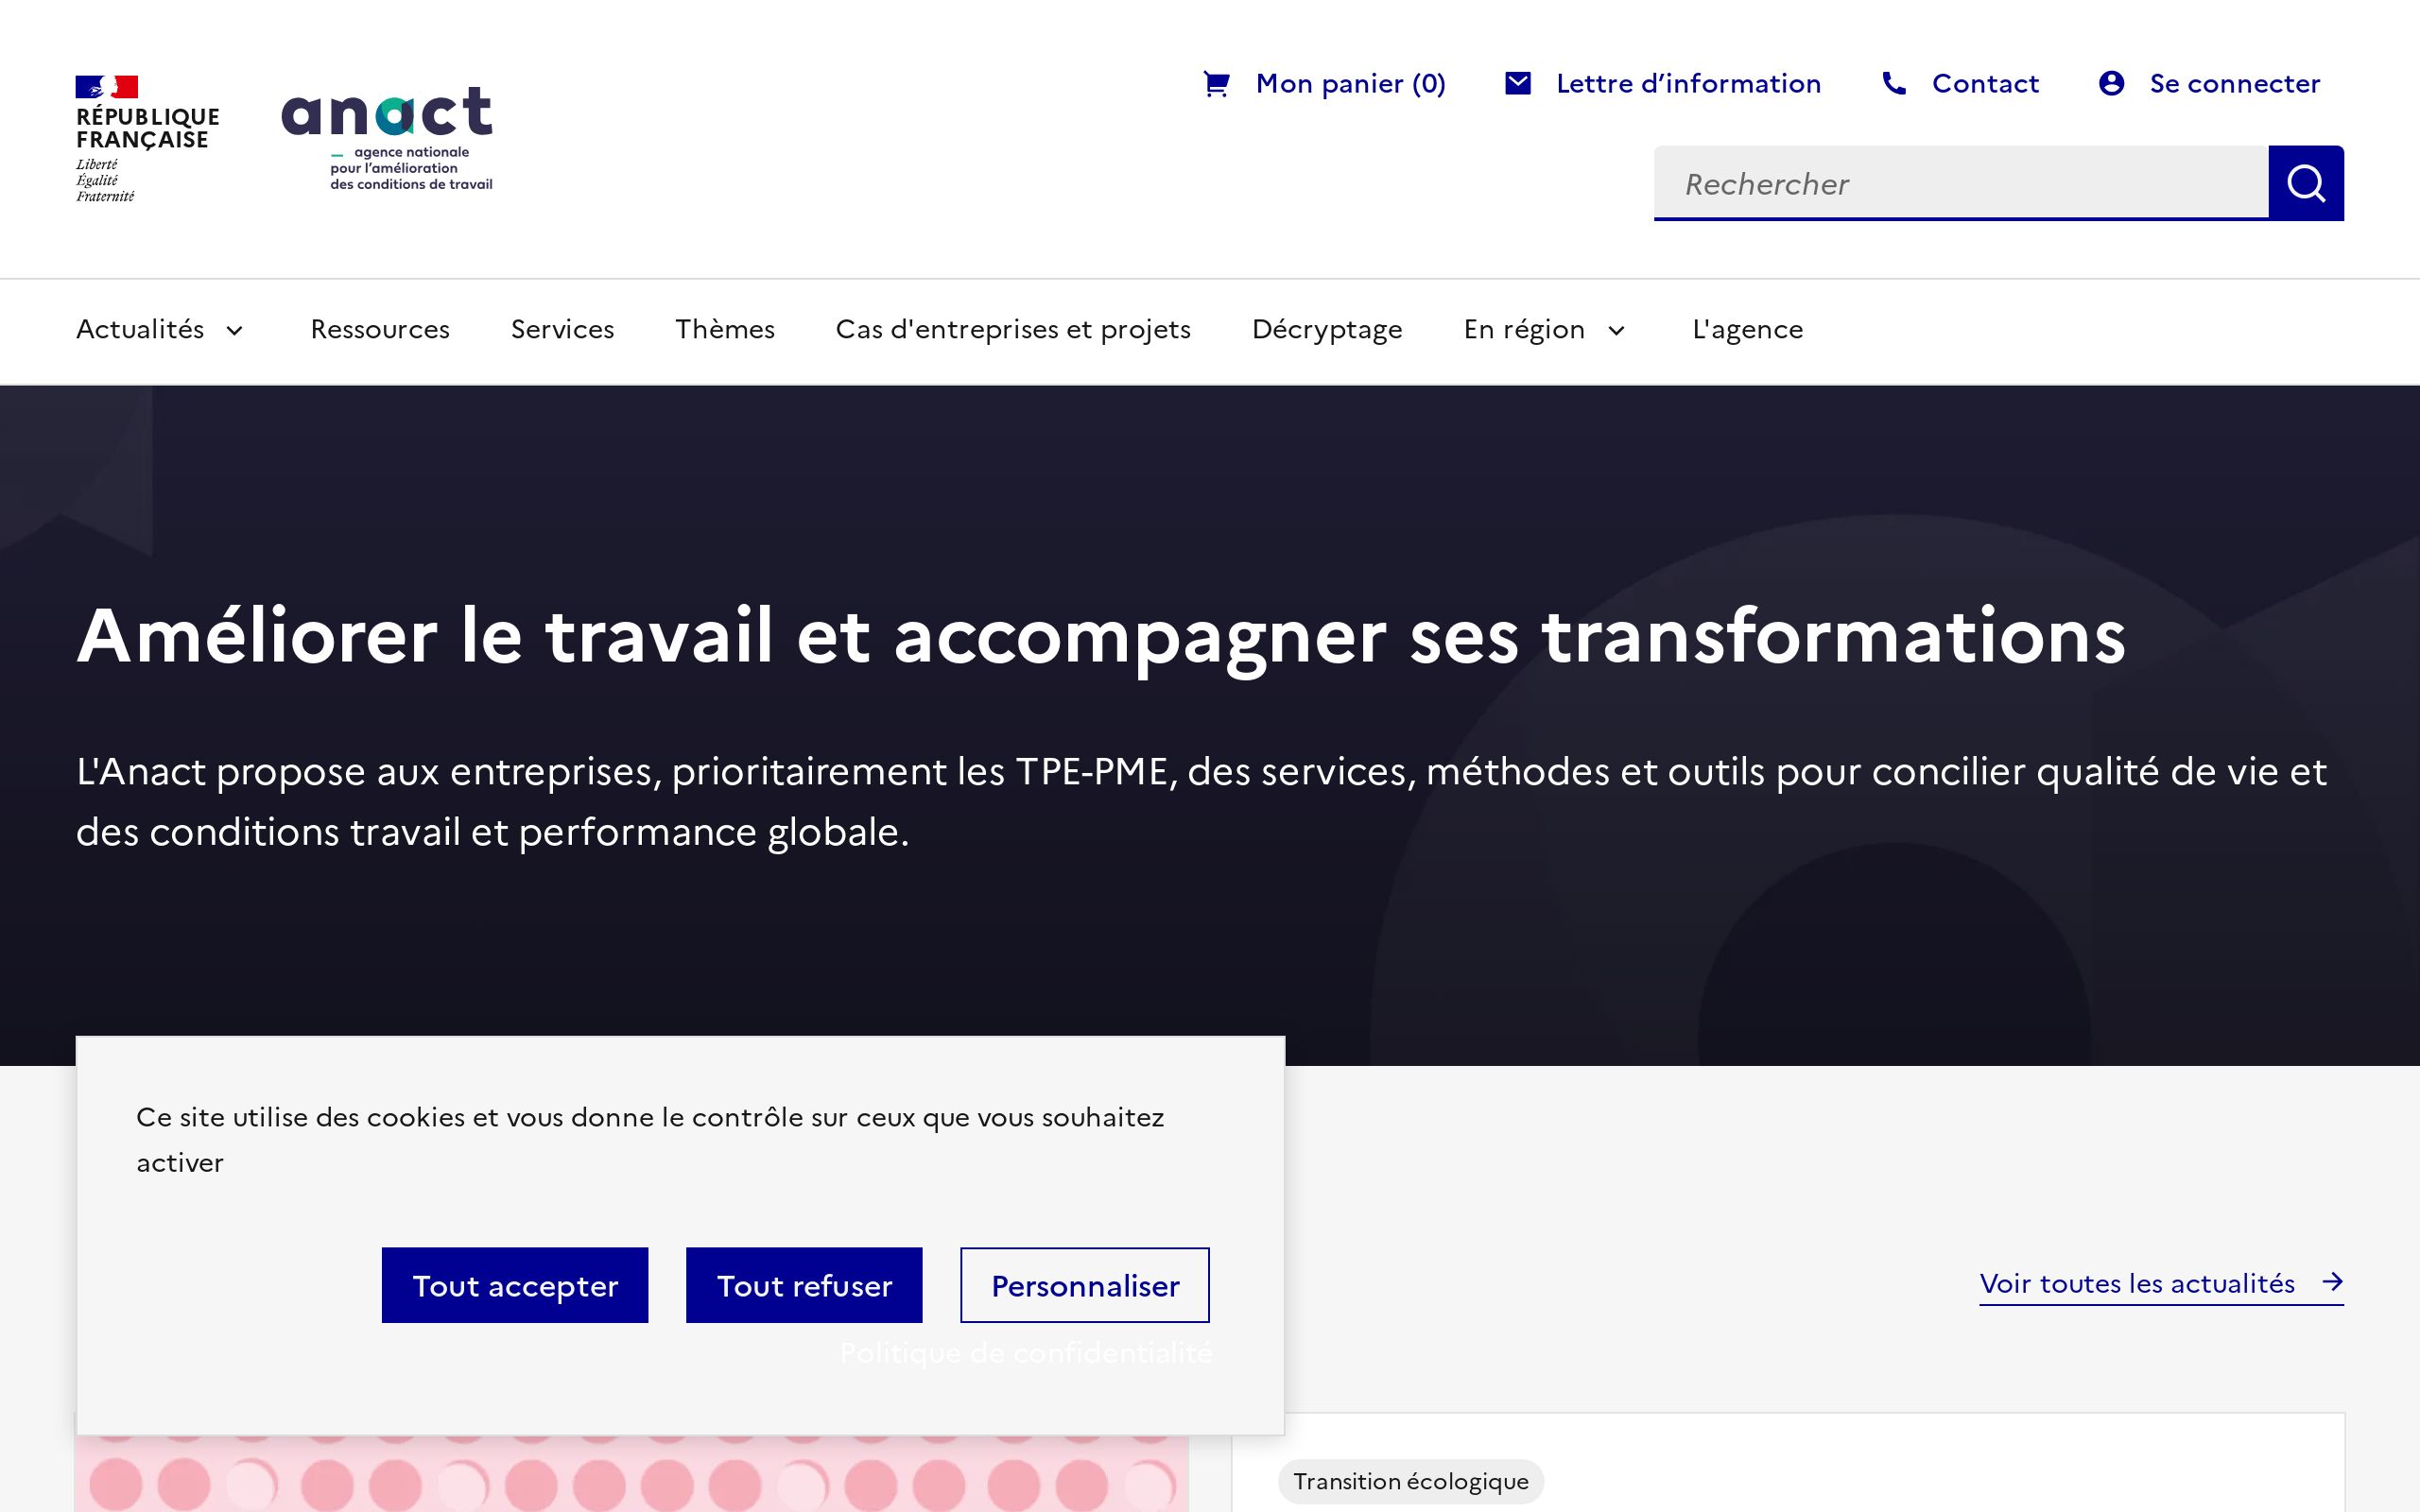 RÉPUBLIQUE
FRANÇAISE
Liberté
Égalité
Fraternité
anact
_ agence nationale
pour l’amélioration
des conditions de travail
Mon panier (0)
Lettre d’information
Contact
Se connecter
Rechercher
Actualités
Ressources
Services
Thèmes
Cas d'entreprises et projets
Décryptage
En région
L'agence
Améliorer le travail et accompagner ses transformations
L'Anact propose aux entreprises, prioritairement les TPE-PME, des services, méthodes et outils pour concilier qualité de vie et
des conditions travail et performance globale.
Ce site utilise des cookies et vous donne le contrôle sur ceux que vous souhaitez
activer
Tout accepter
Tout refuser
Personnaliser
Politique de confidentialité
Voir toutes les actualités
Transition écologique